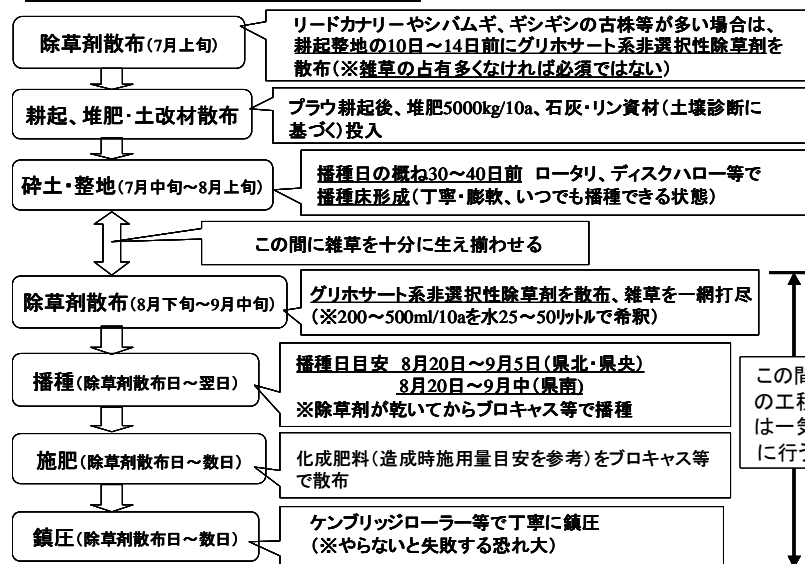 除草剤散布(7月上旬)
リードカナリーやシバムギ、ギシギシの古株等が多い場合は、
耕起整地の10日～14日前にグリホサート系非選択性除草剤を
散布(※雑草の占有多くなければ必須ではない)
耕起、堆肥・土改材散布
プラウ耕起後、堆肥5000kg/10a、石灰・リン資材(土壌診断に
基づく)投入
砕土・整地(7月中旬～8月上旬)
播種日の概ね30～40日前 ロータリ、ディスクハロー等で
播種床形成(丁寧・膨軟、いつでも播種できる状態)
この間に雑草を十分に生え揃わせる
除草剤散布(8月下旬～9月中旬)
グリホサート系非選択性除草剤を散布、雑草を一網打尽
(※200～500ml/10aを水25～50リットルで希釈)
播種(除草剤散布日～翌日)
播種日目安 8月20日～9月5日(県北・県央)
8月20日～9月中(県南)
※除草剤が乾いてからブロキャス等で播種
この間
の工程
は一気
に行う
施肥(除草剤散布日～数日)
化成肥料(造成時施用量目安を参考)をブロキャス等
で散布
鎮圧(除草剤散布日～数日)
ケンブリッジローラー等で丁寧に鎮圧
(※やらないと失敗する恐れ大)